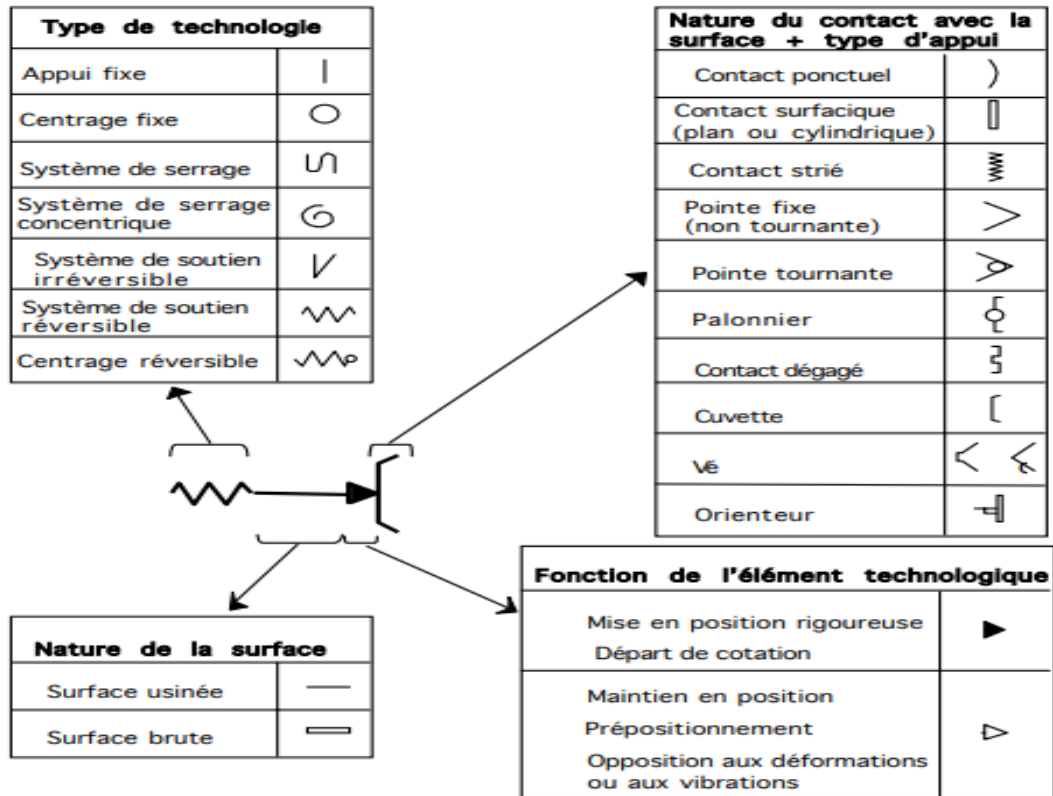 Type de technologie
Appui fixe
Centrage fixe
Système de serrage
Système de serrage
concentrique
Système de soutien
irréversible
Système de soutien
réversible
Centrage réversible
Nature du contact avec la
surface + type d'appui
Contact ponctuel
Contact surfacique
(plan ou cylindrique)
Contact strié
Pointe fixe
(non tournante)
Pointe tournante
Palonnier
Contact dégagé
Cuvette
Vé
Orienteur
Nature de la surface
Surface usinée
Surface brute
Fonction de l'élément technologique
Mise en position rigoureuse
Départ de cotation
Maintien en position
Prépositionnement
Opposition aux déformations
ou aux vibrations